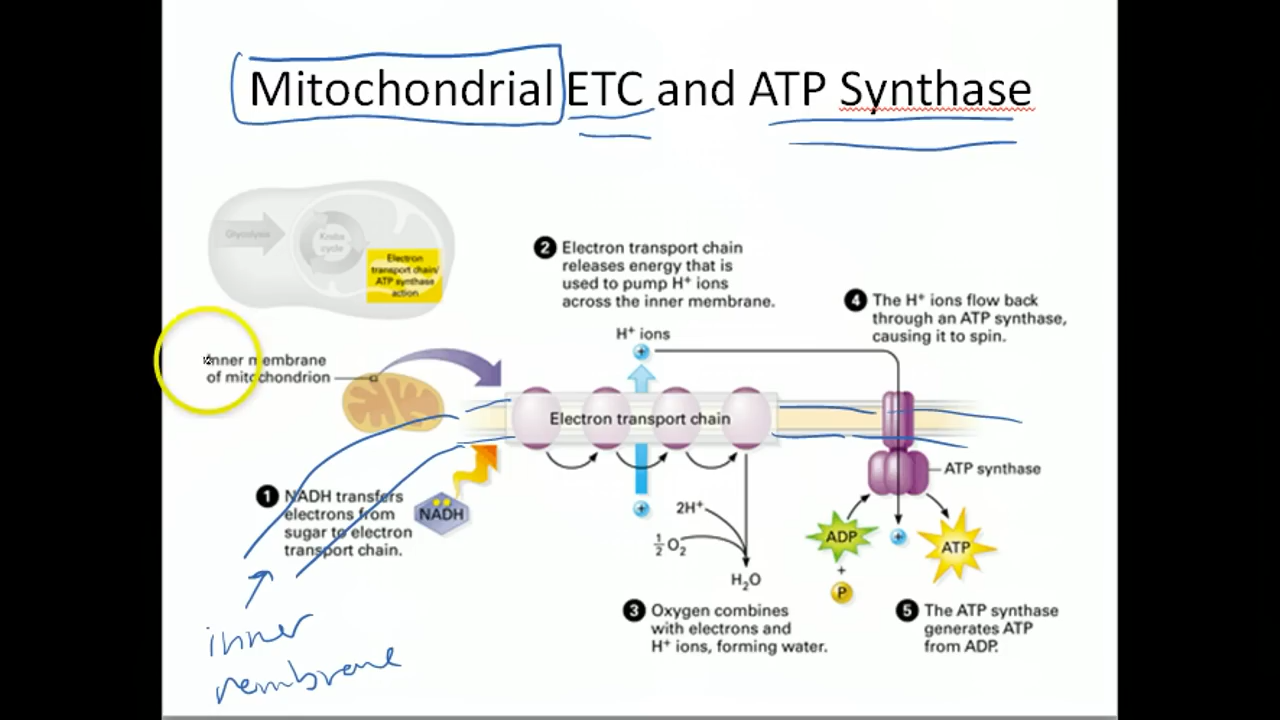 Mitochondrial ETC and ATP Synthase
Glycolysis
Krebs
cycle
Electron
transport chain/
ATP synthase
action
inner membrane
of mitochondrion
2 Electron transport chain
releases energy that is
used to pump H⁺ ions
across the inner membrane.
H⁺ ions
+
4 The H⁺ ions flow back
through an ATP synthase,
causing it to spin.
Electron transport chain
ATP synthase
1 NADH transfers
electrons from
sugar to electron
transport chain.
NADH
+
2H⁺
½ O₂
H₂O
ADP
+
P
+
ATP
3 Oxygen combines
with electrons and
H⁺ ions, forming water.
5 The ATP synthase
generates ATP
from ADP.
inner
membrane